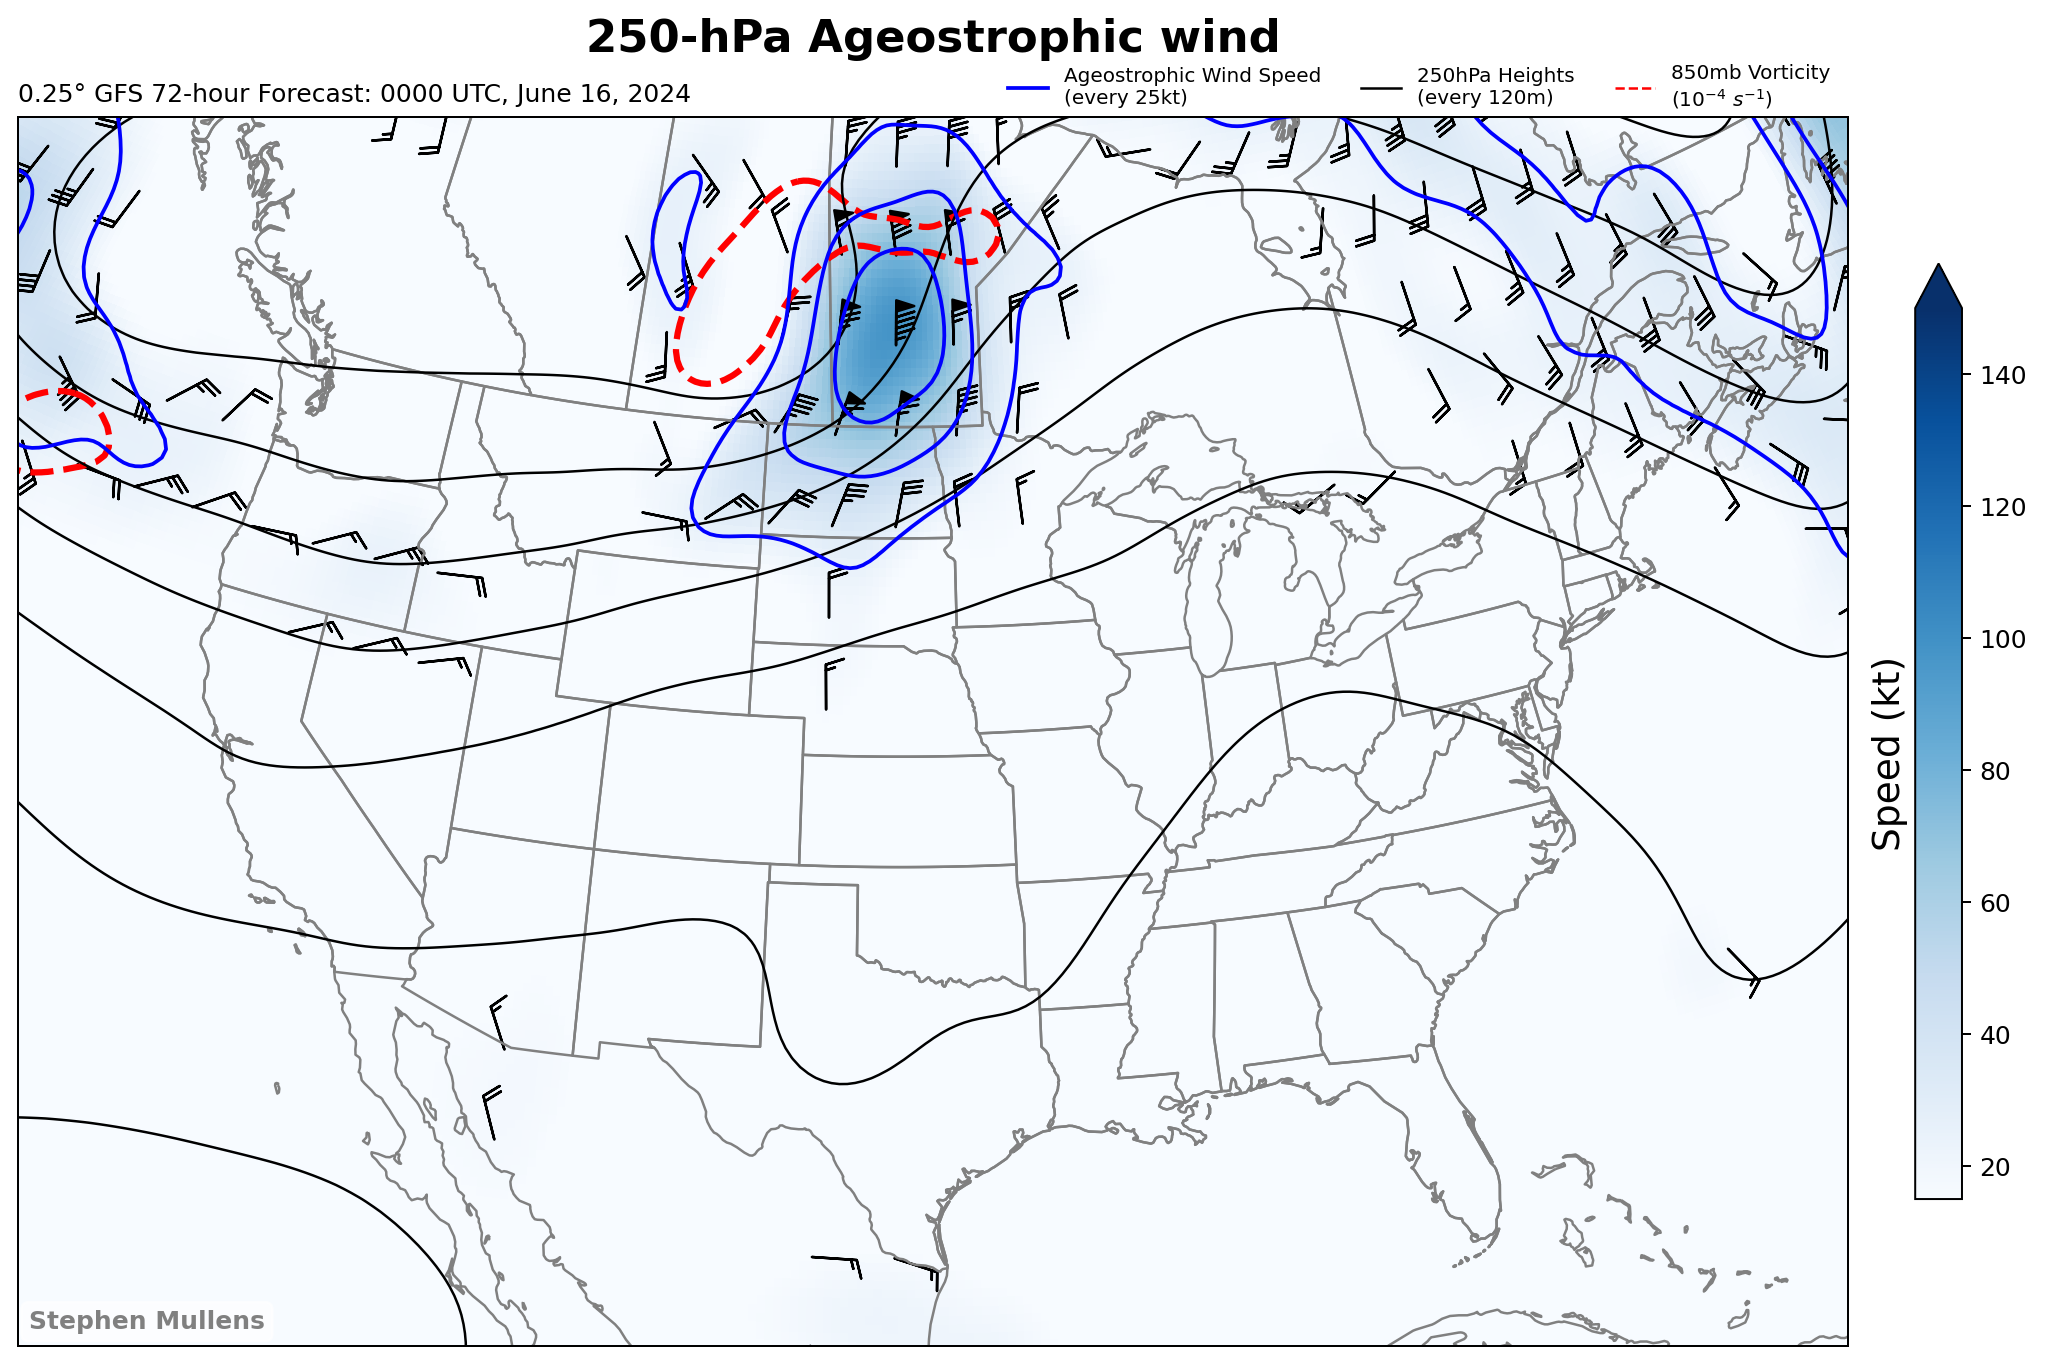 250-hPa Ageostrophic wind
0.25° GFS 72-hour Forecast: 0000 UTC, June 16, 2024
Ageostrophic Wind Speed
(every 25kt)
250hPa Heights
(every 120m)
850mb Vorticity
(10⁻⁴ s⁻¹)
140
120
100
80
60
40
20
Speed (kt)
Stephen Mullens